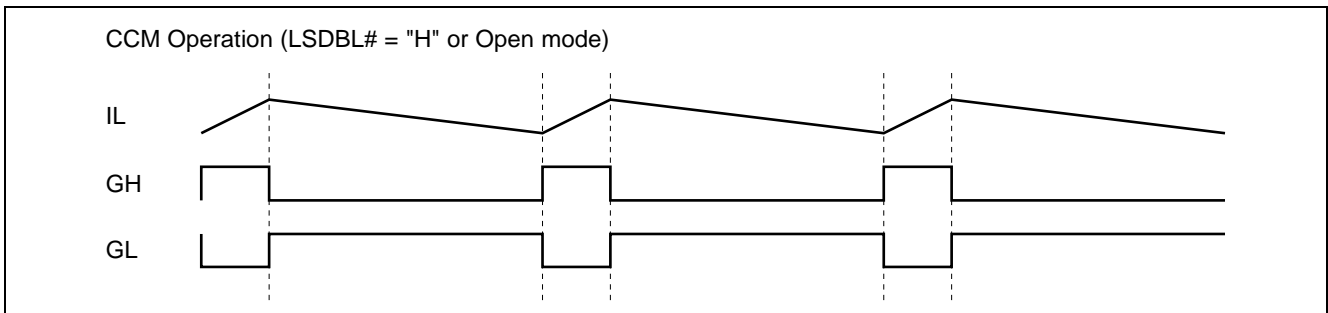 CCM Operation (LSDBL# = "H" or Open mode)
IL
GH
GL